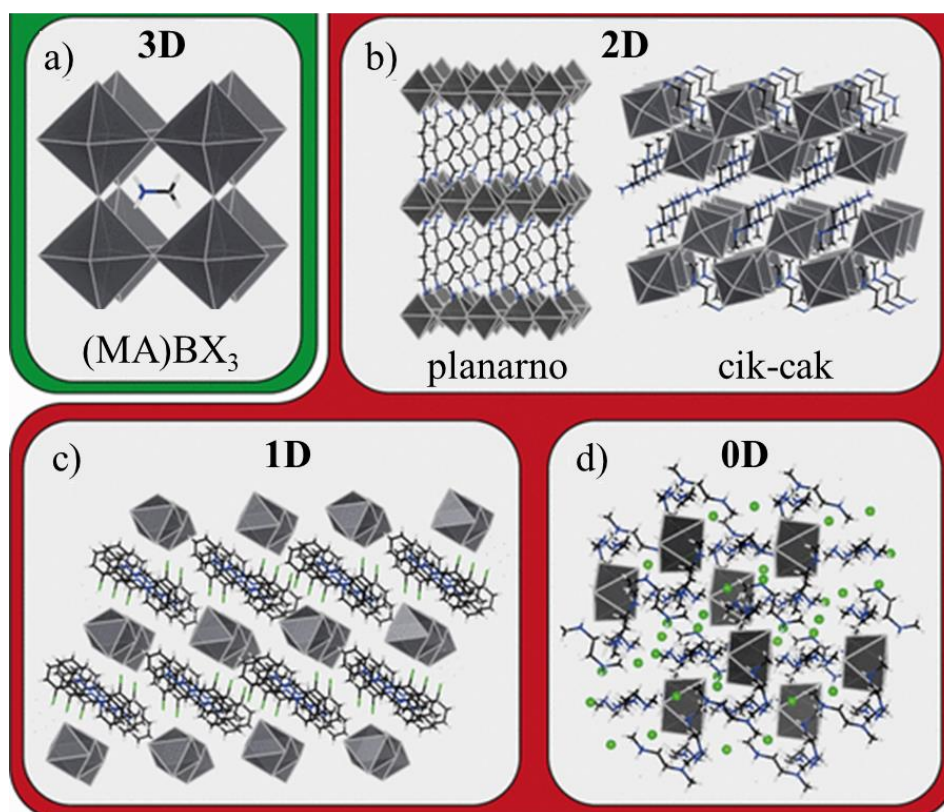 a) 3D
(MA)BX₃
b) 2D
planarno cik-cak
c) 1D
d) 0D